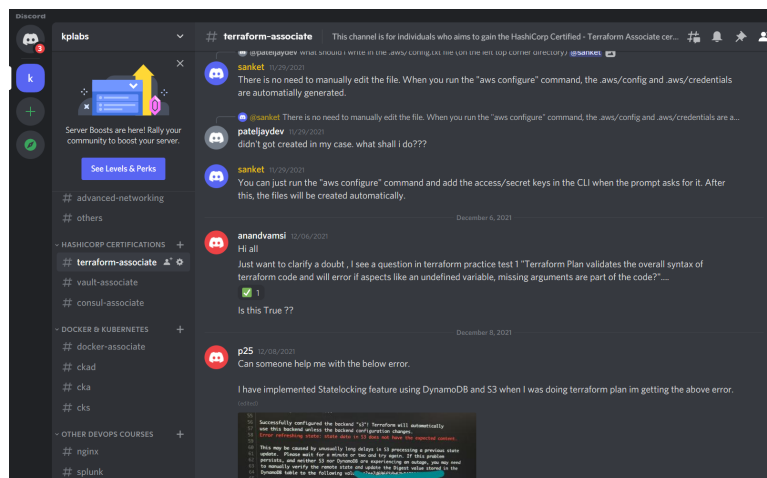 Discord
kplabs
# terraform-associate
This channel is for individuals who aims to gain the HashiCorp Certified - Terraform Associate cer...
3
k
Server Boosts are here! Rally your
community to boost your server.
See Levels & Perks
# advanced-networking
# others
HASHICORP CERTIFICATIONS +
# terraform-associate
# vault-associate
# consul-associate
DOCKER & KUBERNETES +
# docker-associate
# ckad
# cka
# cks
OTHER DEVOPS COURSES +
# nginx
# splunk
@pateljaydev what should i write in the .aws/config.txt file (on the left top corner directory) @sanket
sanket 11/29/2021
There is no need to manually edit the file. When you run the "aws configure" command, the .aws/config and .aws/credentials
are automatially generated.
@sanket There is no need to manually edit the file. When you run the "aws configure" command, the .aws/config and .aws/credentials are a...
pateljaydev 11/29/2021
didn't got created in my case. what shall i do???
sanket 11/29/2021
You can just run the "aws configure" command and add the access/secret keys in the CLI when the prompt asks for it. After
this, the files will be created automatically.
December 6, 2021
anandvamsi 12/06/2021
Hi all
Just want to clarify a doubt , I see a question in terraform practice test 1 "Terraform Plan validates the overall syntax of
terraform code and will error if aspects like an undefined variable, missing arguments are part of the code?"....
1
Is this True ??
December 8, 2021
p25 12/08/2021
Can someone help me with the below error.
I have implemented Statelocking feature using DynamoDB and S3 when I was doing terraform plan im getting the above error.
(edited)
Successfully configured the backend "s3"! Terraform will automatically
use this backend unless the backend configuration changes.
Error refreshing state: state data in S3 does not have the expected content.
This may be caused by unusually long delays in S3 processing a previous state
update. Please wait for a minute or two and try again. If this problem
persists, and neither S3 nor DynamoDB are experiencing an outage, you may need
to manually verify the remote state and update the Digest value stored in the
DynamoDB table to the following